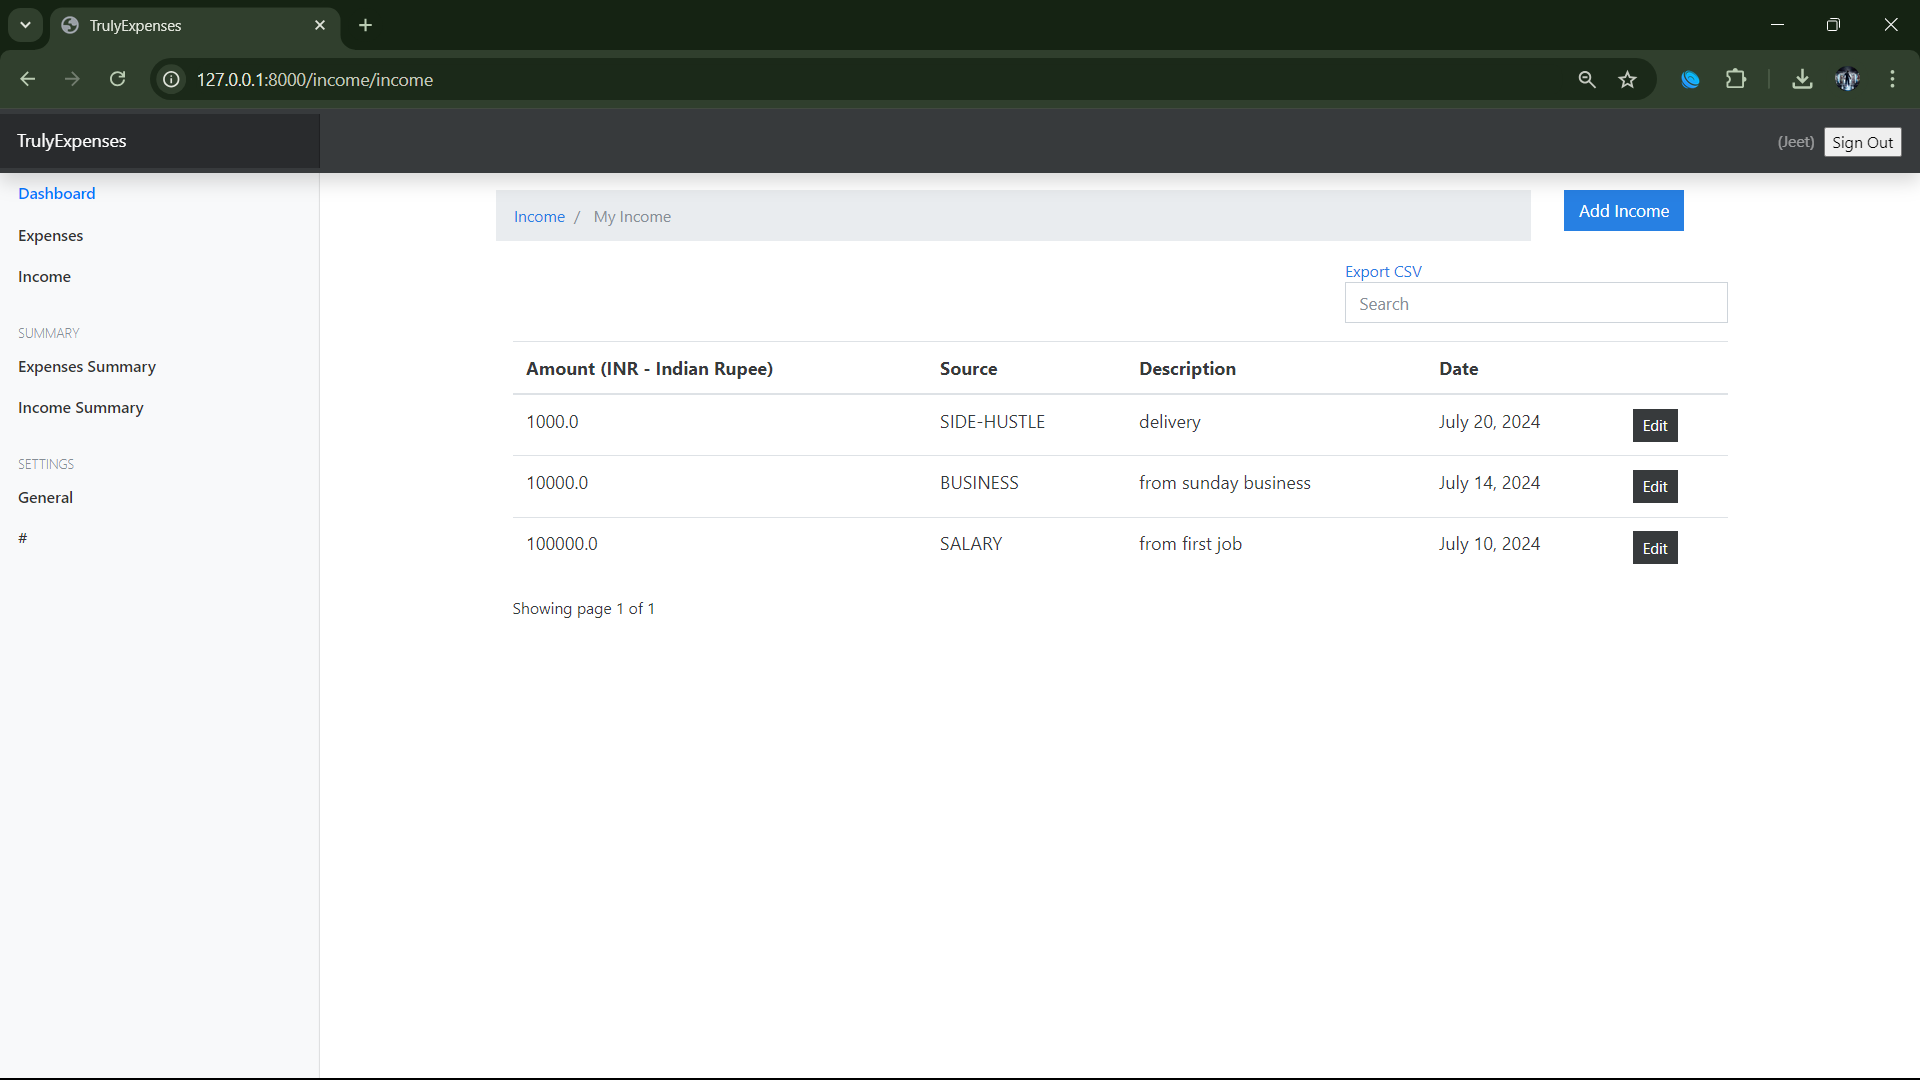 TrulyExpenses
127.0.0.1:8000/income/income
TrulyExpenses
(Jeet) Sign Out
Dashboard
Expenses
Income
SUMMARY
Expenses Summary
Income Summary
SETTINGS
General
#
Income / My Income
Add Income
Export CSV
Search
Amount (INR - Indian Rupee) Source Description Date
1000.0 SIDE-HUSTLE delivery July 20, 2024 Edit
10000.0 BUSINESS from sunday business July 14, 2024 Edit
100000.0 SALARY from first job July 10, 2024 Edit
Showing page 1 of 1